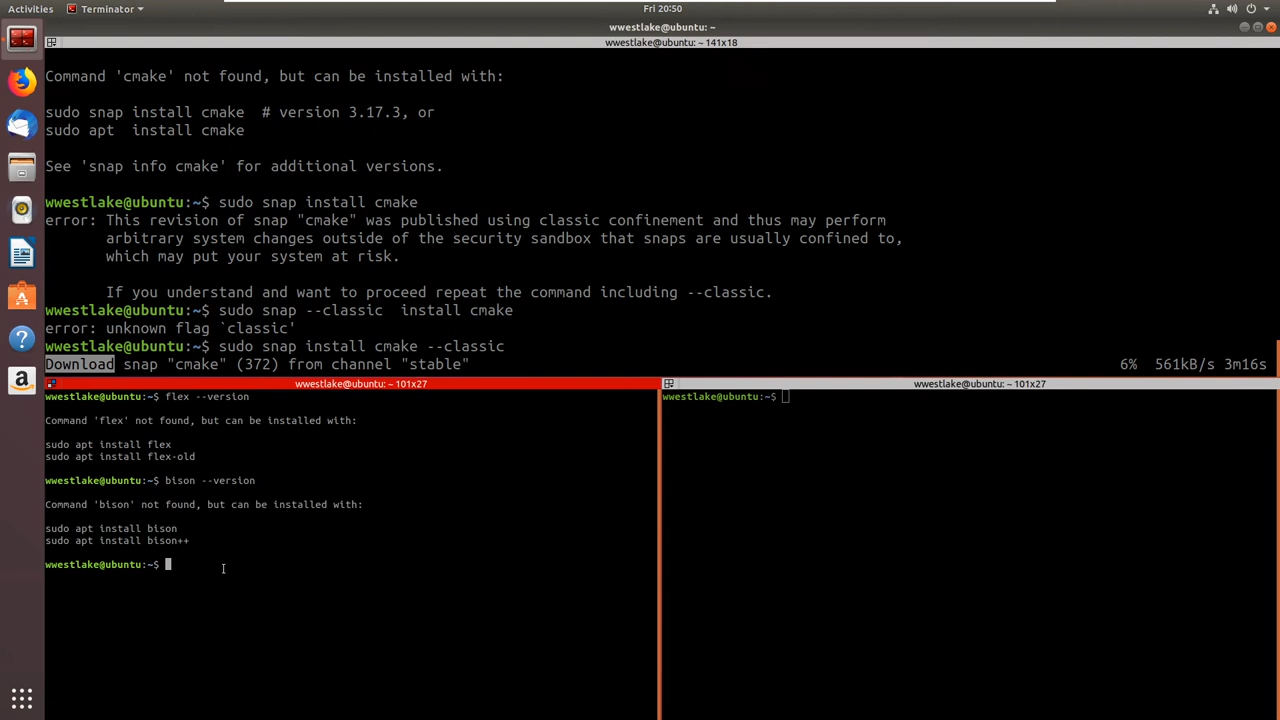 Activities
Terminator
Fri 20:50
wwestlake@ubuntu: ~
wwestlake@ubuntu: ~ 141x18
Command 'cmake' not found, but can be installed with:
sudo snap install cmake  # version 3.17.3, or
sudo apt  install cmake
See 'snap info cmake' for additional versions.
wwestlake@ubuntu:~$ sudo snap install cmake
error: This revision of snap "cmake" was published using classic confinement and thus may perform
arbitrary system changes outside of the security sandbox that snaps are usually confined to,
which may put your system at risk.
If you understand and want to proceed repeat the command including --classic.
wwestlake@ubuntu:~$ sudo snap --classic  install cmake
error: unknown flag `classic'
wwestlake@ubuntu:~$ sudo snap install cmake --classic
Download snap "cmake" (372) from channel "stable" 6% 561kB/s 3m16s
wwestlake@ubuntu: ~ 101x27
wwestlake@ubuntu:~$ flex --version
Command 'flex' not found, but can be installed with:
sudo apt install flex
sudo apt install flex-old
wwestlake@ubuntu:~$ bison --version
Command 'bison' not found, but can be installed with:
sudo apt install bison
sudo apt install bison++
wwestlake@ubuntu:~$
wwestlake@ubuntu: ~ 101x27
wwestlake@ubuntu:~$